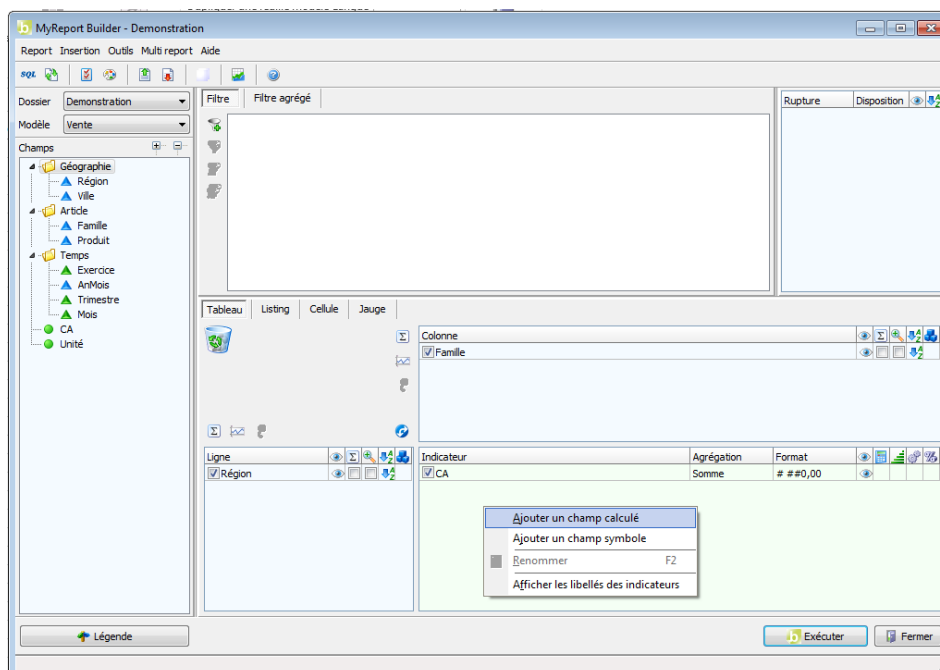 MyReport Builder - Demonstration
Report Insertion Outils Multi report Aide
SQL
Dossier Demonstration
Modèle Vente
Champs
Géographie
Région
Ville
Article
Famille
Produit
Temps
Exercice
AnMois
Trimestre
Mois
CA
Unité
Filtre Filtre agrégé
Rupture Disposition
Tableau Listing Cellule Jauge
Colonne
Famille
Ligne
Région
Indicateur Agrégation Format
CA Somme # ##0,00
Ajouter un champ calculé
Ajouter un champ symbole
Renommer F2
Afficher les libellés des indicateurs
Légende
Exécuter
Fermer